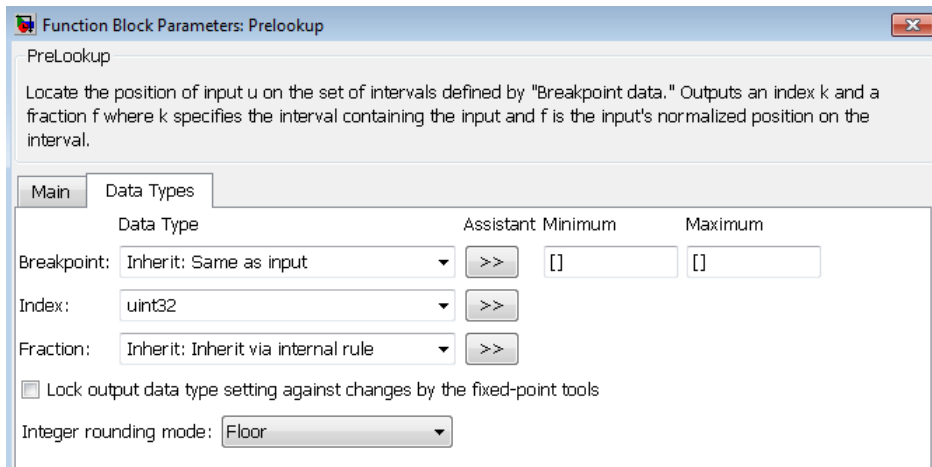 Function Block Parameters: Prelookup
PreLookup
Locate the position of input u on the set of intervals defined by "Breakpoint data." Outputs an index k and a
fraction f where k specifies the interval containing the input and f is the input's normalized position on the
interval.
Main Data Types
Data Type Assistant Minimum Maximum
Breakpoint: Inherit: Same as input >> [] []
Index: uint32 >>
Fraction: Inherit: Inherit via internal rule >>
Lock output data type setting against changes by the fixed-point tools
Integer rounding mode: Floor